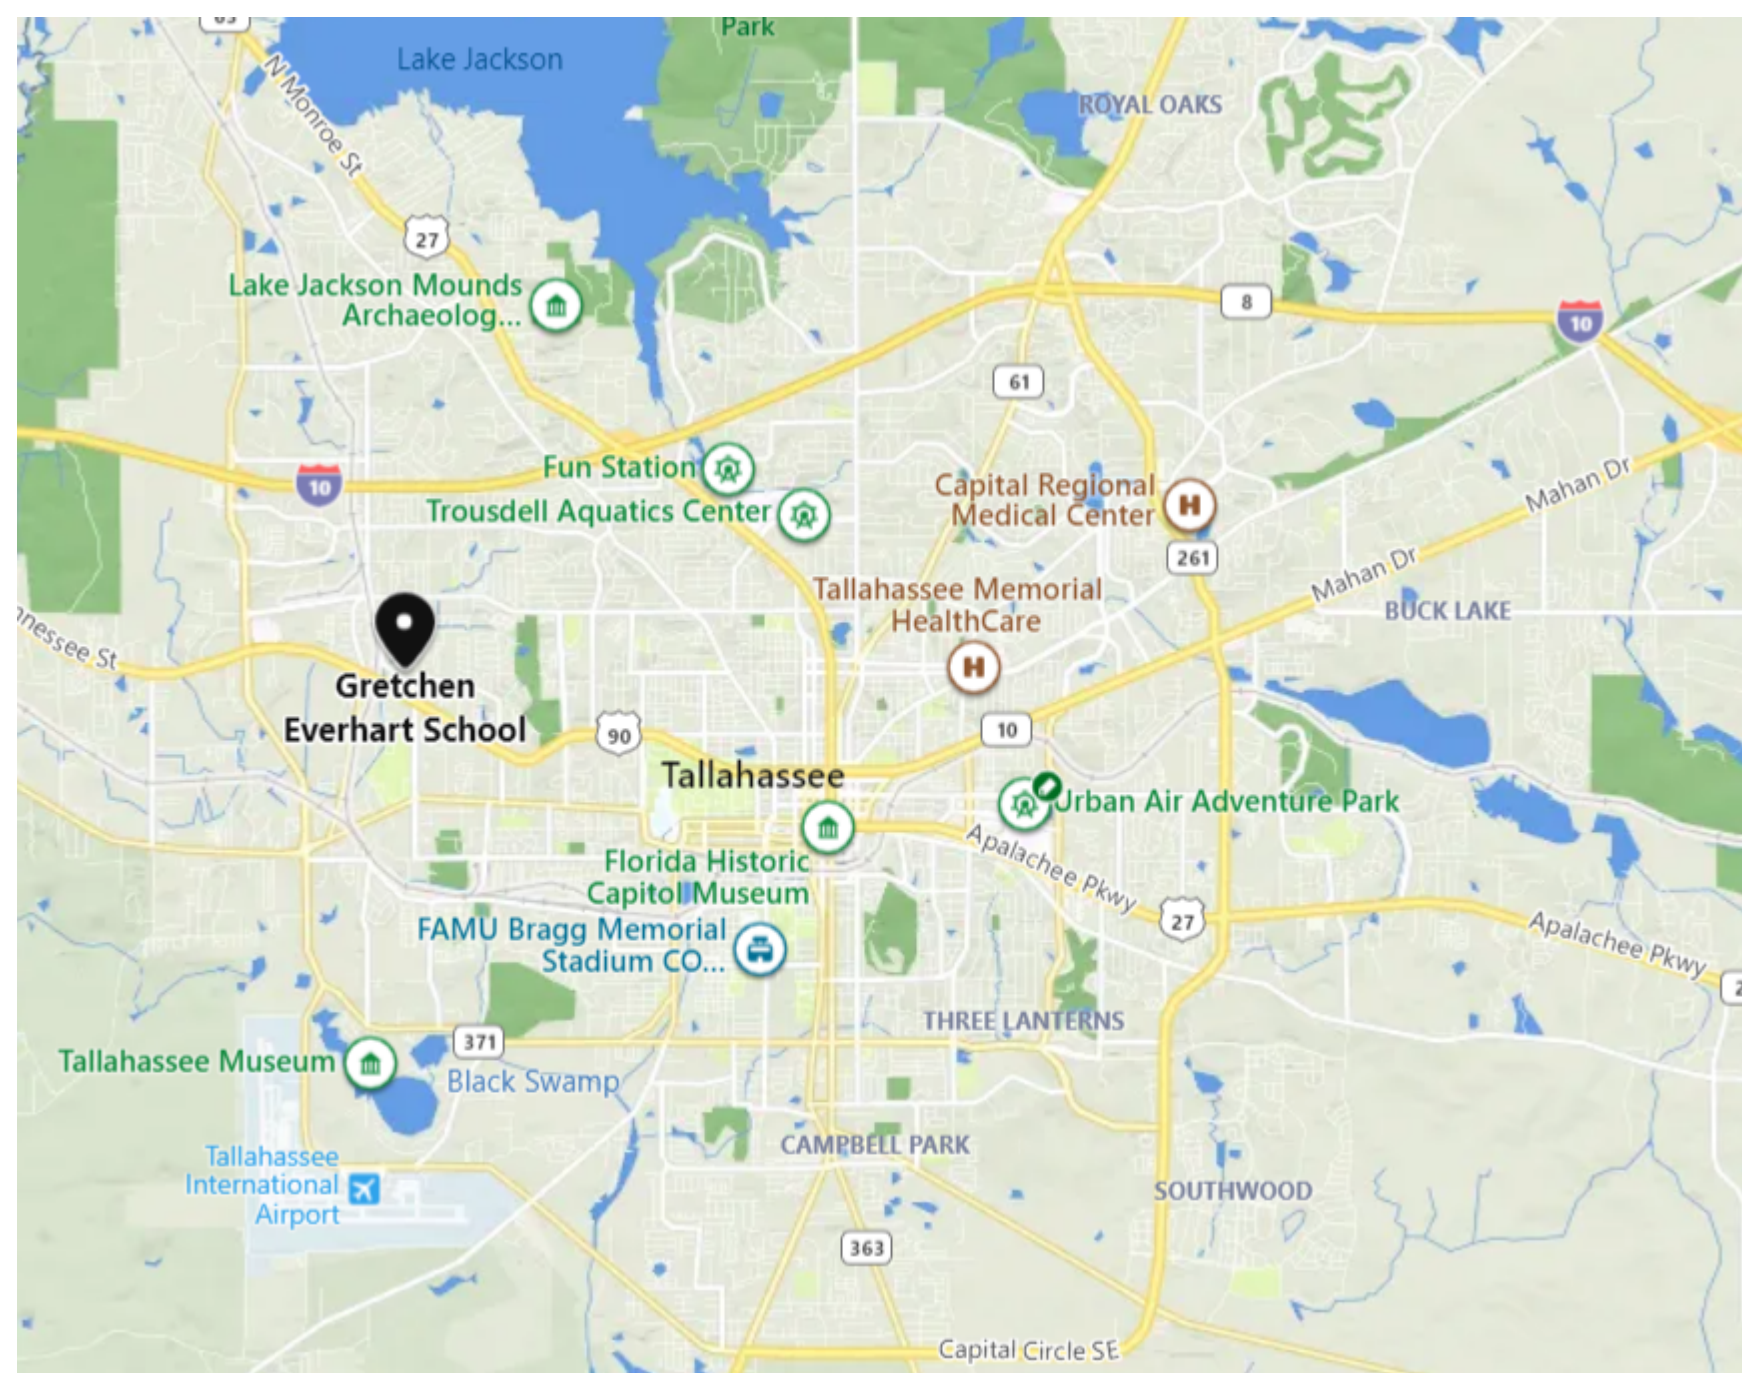 63
Park
Lake Jackson
N Monroe St
ROYAL OAKS
27
Lake Jackson Mounds
Archaeolog...
8
10
61
Fun Station
10
Trousdell Aquatics Center
Capital Regional
Medical Center
Mahan Dr
261
Mahan Dr
Tallahassee Memorial
HealthCare
BUCK LAKE
nnessee St
Gretchen
Everhart School
90
10
Tallahassee
Urban Air Adventure Park
Florida Historic
Capitol Museum
Apalachee Pkwy
27
Apalachee Pkwy
FAMU Bragg Memorial
Stadium CO...
2
THREE LANTERNS
371
Tallahassee Museum
Black Swamp
CAMPBELL PARK
Tallahassee
International
Airport
SOUTHWOOD
363
Capital Circle SE